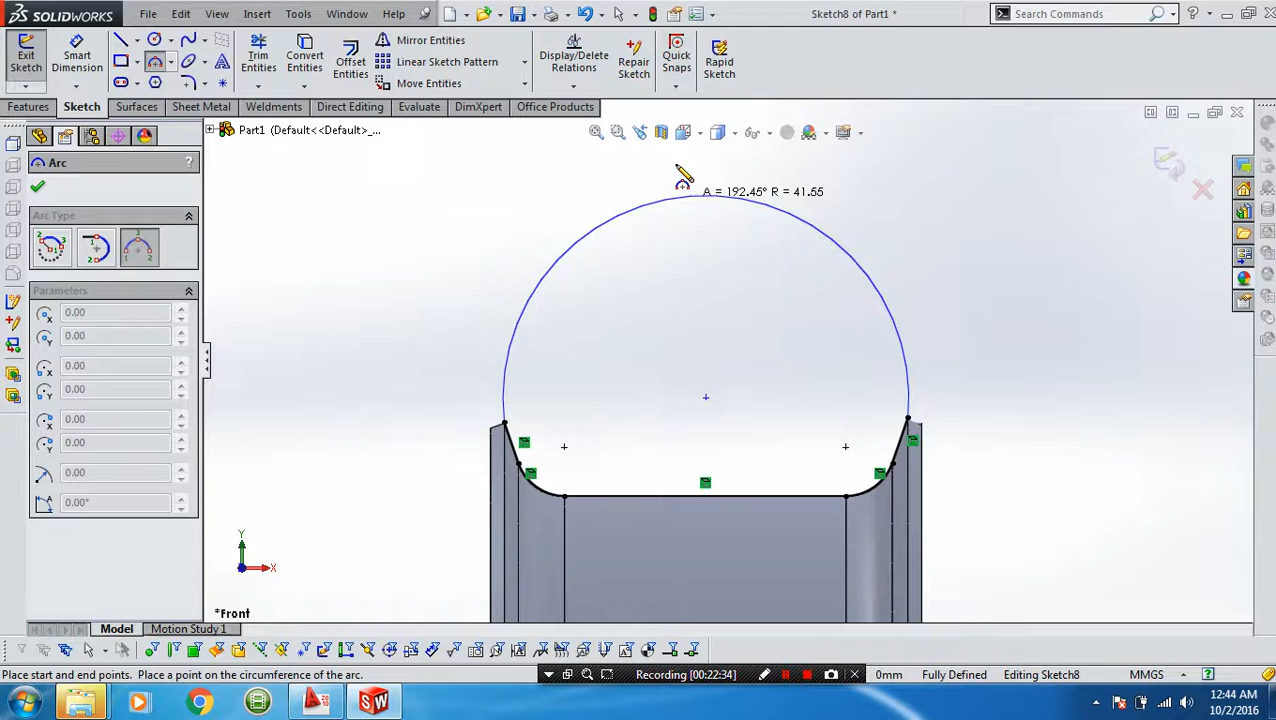 SOLIDWORKS
File Edit View Insert Tools Window Help
Sketch8 of Part1 *
Search Commands
Exit Sketch
Smart Dimension
Trim Entities
Convert Entities
Offset Entities
Mirror Entities
Linear Sketch Pattern
Move Entities
Display/Delete Relations
Repair Sketch
Quick Snaps
Rapid Sketch
Features Sketch Surfaces Sheet Metal Weldments Direct Editing Evaluate DimXpert Office Products
Part1 (Default<<Default>_...
Arc ?
Arc Type
Parameters
0.00
0.00
0.00
0.00
0.00
0.00
0.00
0.00°
A = 192.45° R = 41.55
Y
X
*Front
Model Motion Study 1
Recording [00:22:34]
Place start and end points. Place a point on the circumference of the arc.
0mm Fully Defined Editing Sketch8 MMGS
12:44 AM
10/2/2016